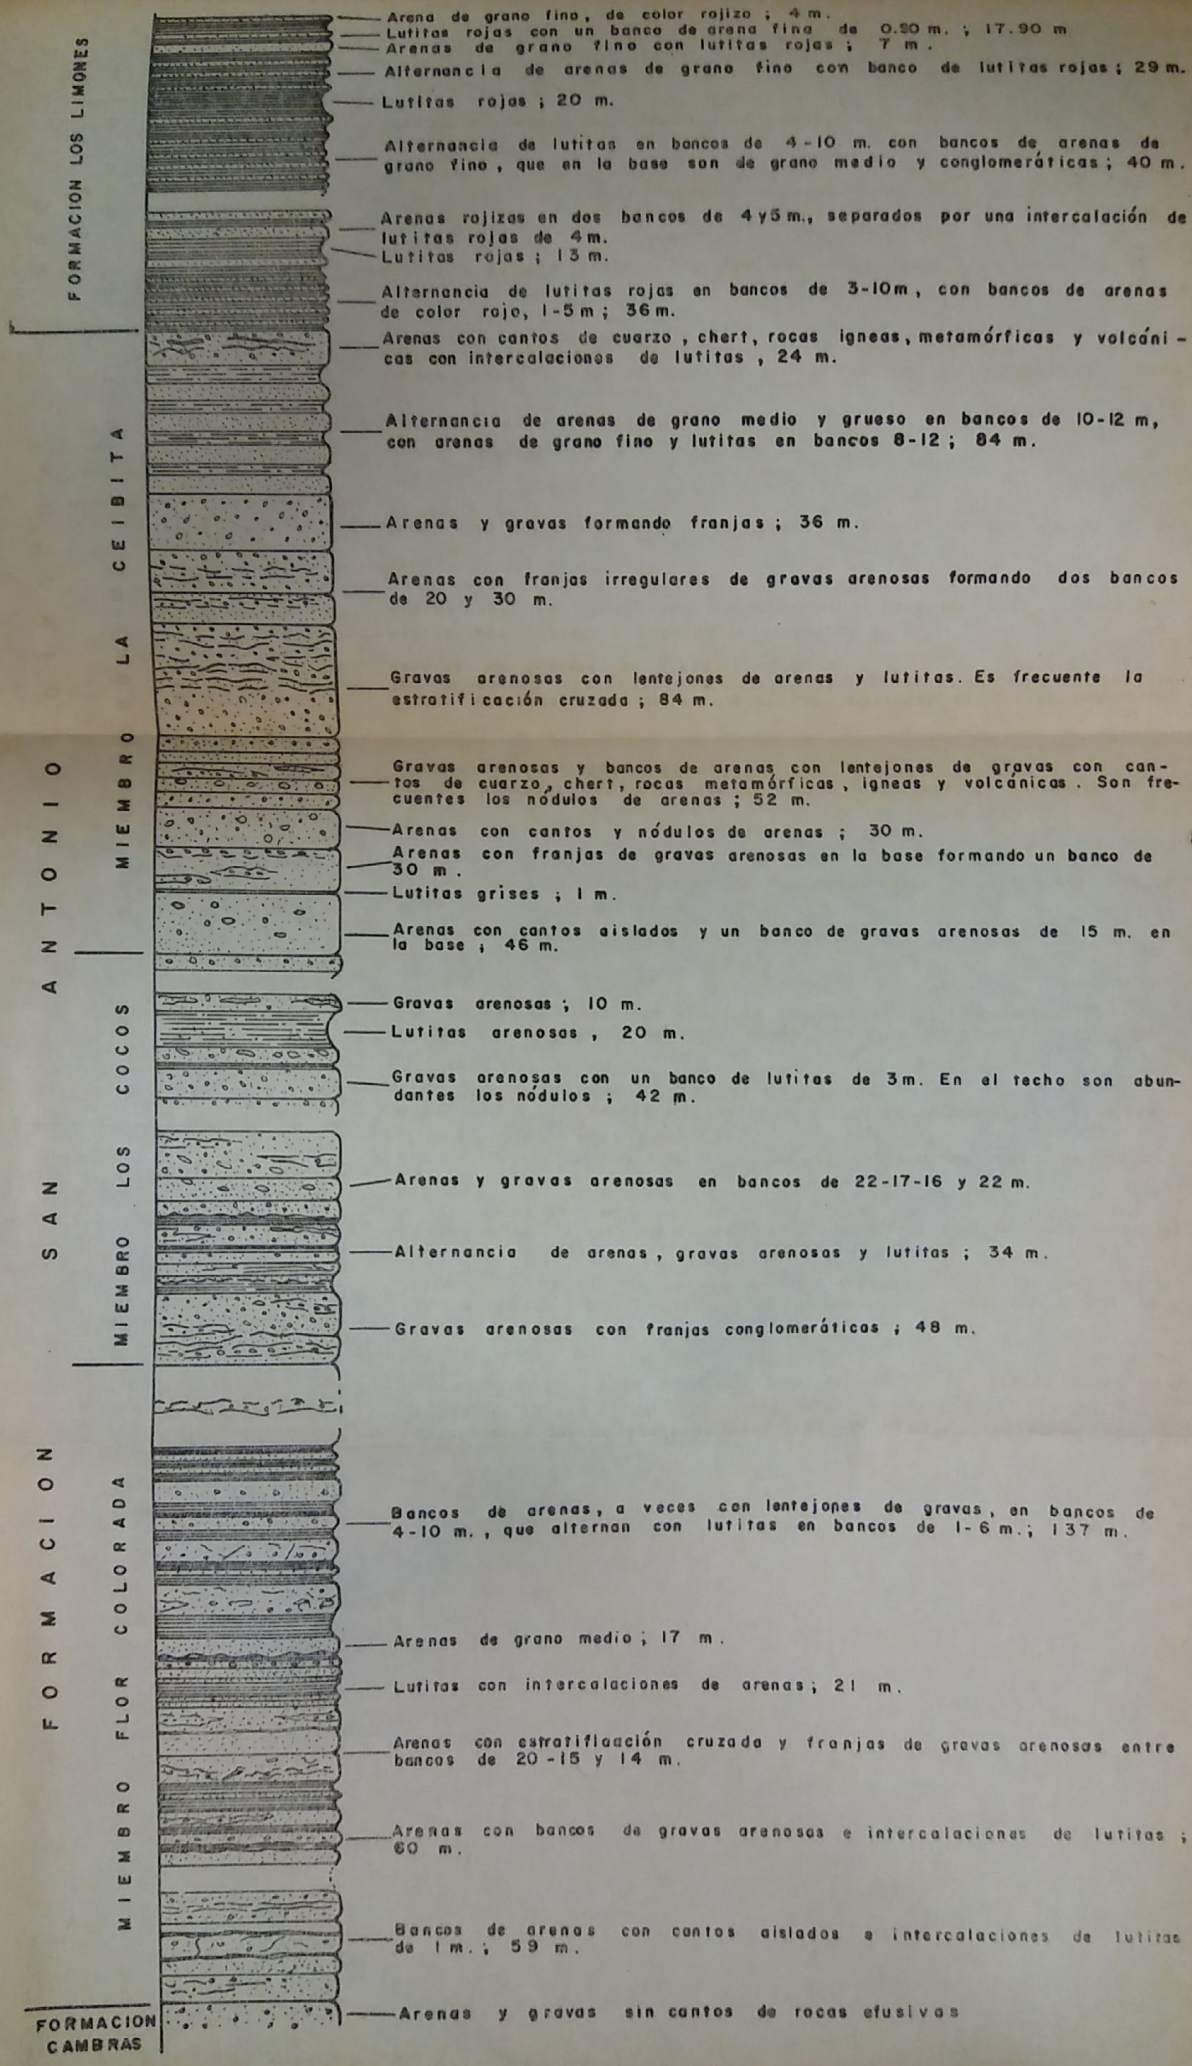 Arena de grano fino, de color rojizo ; 4 m.
Lutitas rojas con un banco de arena fina de 0.50 m. ; 17.90 m
Arenas de grano fino con lutitas rojas ; 7 m .
Alternancia de arenas de grano fino con banco de lutitas rojas ; 29 m.
Lutitas rojas ; 20 m.
Alternancia de lutitas en bancos de 4-10 m. con bancos de arenas de
grano fino , que en la base son de grano medio y conglomeráticas ; 40 m.
FORMACION LOS LIMONES
Arenas rojizas en dos bancos de 4 y 5 m., separados por una intercalación de
lutitas rojas de 4 m.
Lutitas rojas ; 13 m.
Alternancia de lutitas rojas en bancos de 3-10m , con bancos de arenas
de color rojo, 1-5 m ; 36 m.
Arenas con cantos de cuarzo , chert, rocas igneas, metamórficas y volcáni -
cas con intercalaciones de lutitas , 24 m.
Alternancia de arenas de grano medio y grueso en bancos de 10-12 m,
con arenas de grano fino y lutitas en bancos 8-12 ; 84 m.
Arenas y gravas formando franjas ; 36 m.
Arenas con franjas irregulares de gravas arenosas formando dos bancos
de 20 y 30 m.
Gravas arenosas con lentejones de arenas y lutitas. Es frecuente la
estratificación cruzada ; 84 m.
MIEMBRO LA CEIBITA
Gravas arenosas y bancos de arenas con lentejones de gravas con can-
tos de cuarzo, chert, rocas metamórficas , igneas y volcánicas . Son fre-
cuentes los nódulos de arenas ; 52 m.
Arenas con cantos y nódulos de arenas ; 30 m.
Arenas con franjas de gravas arenosas en la base formando un banco de
30 m .
Lutitas grises ; 1 m.
Arenas con cantos aislados y un banco de gravas arenosas de 15 m. en
la base ; 46 m.
Gravas arenosas ; 10 m.
Lutitas arenosas , 20 m.
Gravas arenosas con un banco de lutitas de 3m. En el techo son abun-
dantes los nódulos ; 42 m.
MIEMBRO LOS COCOS
Arenas y gravas arenosas en bancos de 22-17-16 y 22 m.
Alternancia de arenas , gravas arenosas y lutitas ; 34 m.
Gravas arenosas con franjas conglomeráticas ; 48 m.
FORMACION SAN ANTONIO
Bancos de arenas, a veces con lentejones de gravas , en bancos de
4-10 m. , que alternan con lutitas en bancos de 1-6 m.; 137 m.
Arenas de grano medio ; 17 m .
Lutitas con intercalaciones de arenas; 21 m.
MIEMBRO FLOR COLORADA
Arenas con estratificación cruzada y franjas de gravas arenosas entre
bancos de 20 -15 y 14 m.
Arenas con bancos de gravas arenosas e intercalaciones de lutitas ;
60 m .
Bancos de arenas con cantos aislados e intercalaciones de lutitas
de 1 m. ; 59 m .
FORMACION
CAMBRAS
Arenas y gravas sin cantos de rocas efusivas